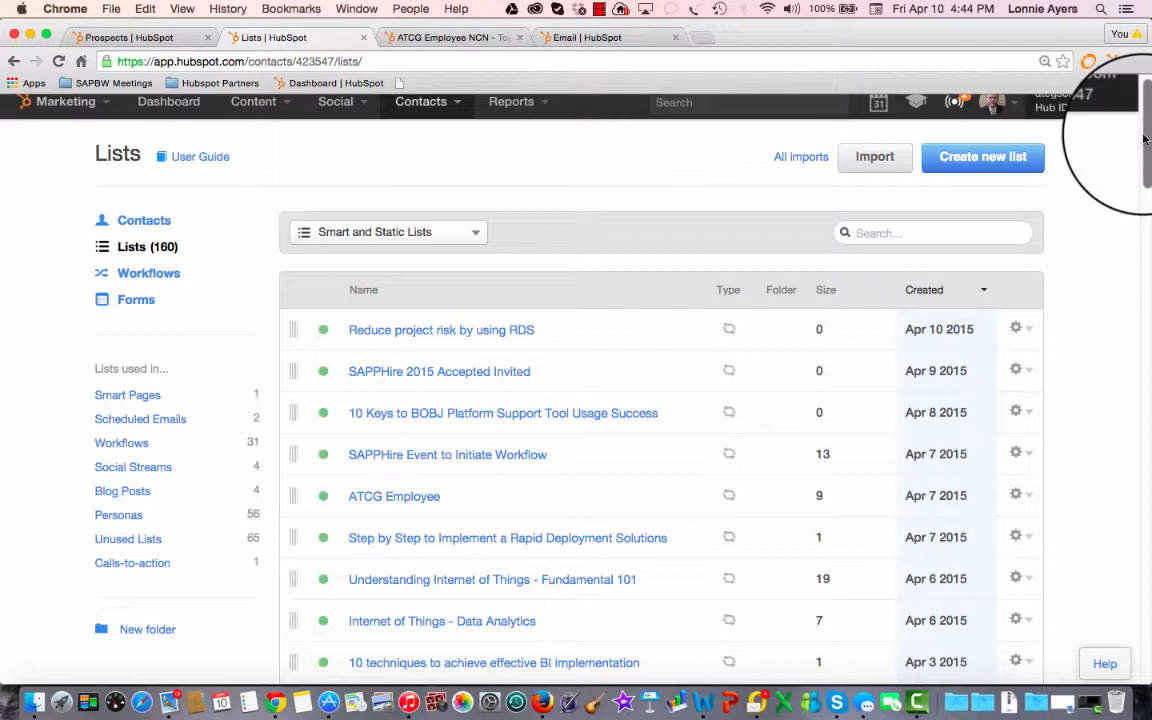 Chrome File Edit View History Bookmarks Window People Help 100% Fri Apr 10 4:44 PM Lonnie Ayers
Prospects | HubSpot Lists | HubSpot ATCG Employee NCN - Email | HubSpot You
https://app.hubspot.com/contacts/423547/lists/
Apps SAPBW Meetings Hubspot Partners Dashboard | HubSpot
Marketing Dashboard Content Social Contacts Reports Search 31 Hub ID 47
Lists User Guide All imports Import Create new list
Contacts
Lists (160)
Workflows
Forms
Lists used in...
Smart Pages 1
Scheduled Emails 2
Workflows 31
Social Streams 4
Blog Posts 4
Personas 56
Unused Lists 65
Calls-to-action 1
New folder
Smart and Static Lists Search...
Name Type Folder Size Created
Reduce project risk by using RDS 0 Apr 10 2015
SAPPHire 2015 Accepted Invited 0 Apr 9 2015
10 Keys to BOBJ Platform Support Tool Usage Success 0 Apr 8 2015
SAPPHire Event to Initiate Workflow 13 Apr 7 2015
ATCG Employee 9 Apr 7 2015
Step by Step to Implement a Rapid Deployment Solutions 1 Apr 7 2015
Understanding Internet of Things - Fundamental 101 19 Apr 6 2015
Internet of Things - Data Analytics 7 Apr 6 2015
10 techniques to achieve effective BI implementation 1 Apr 3 2015
Help